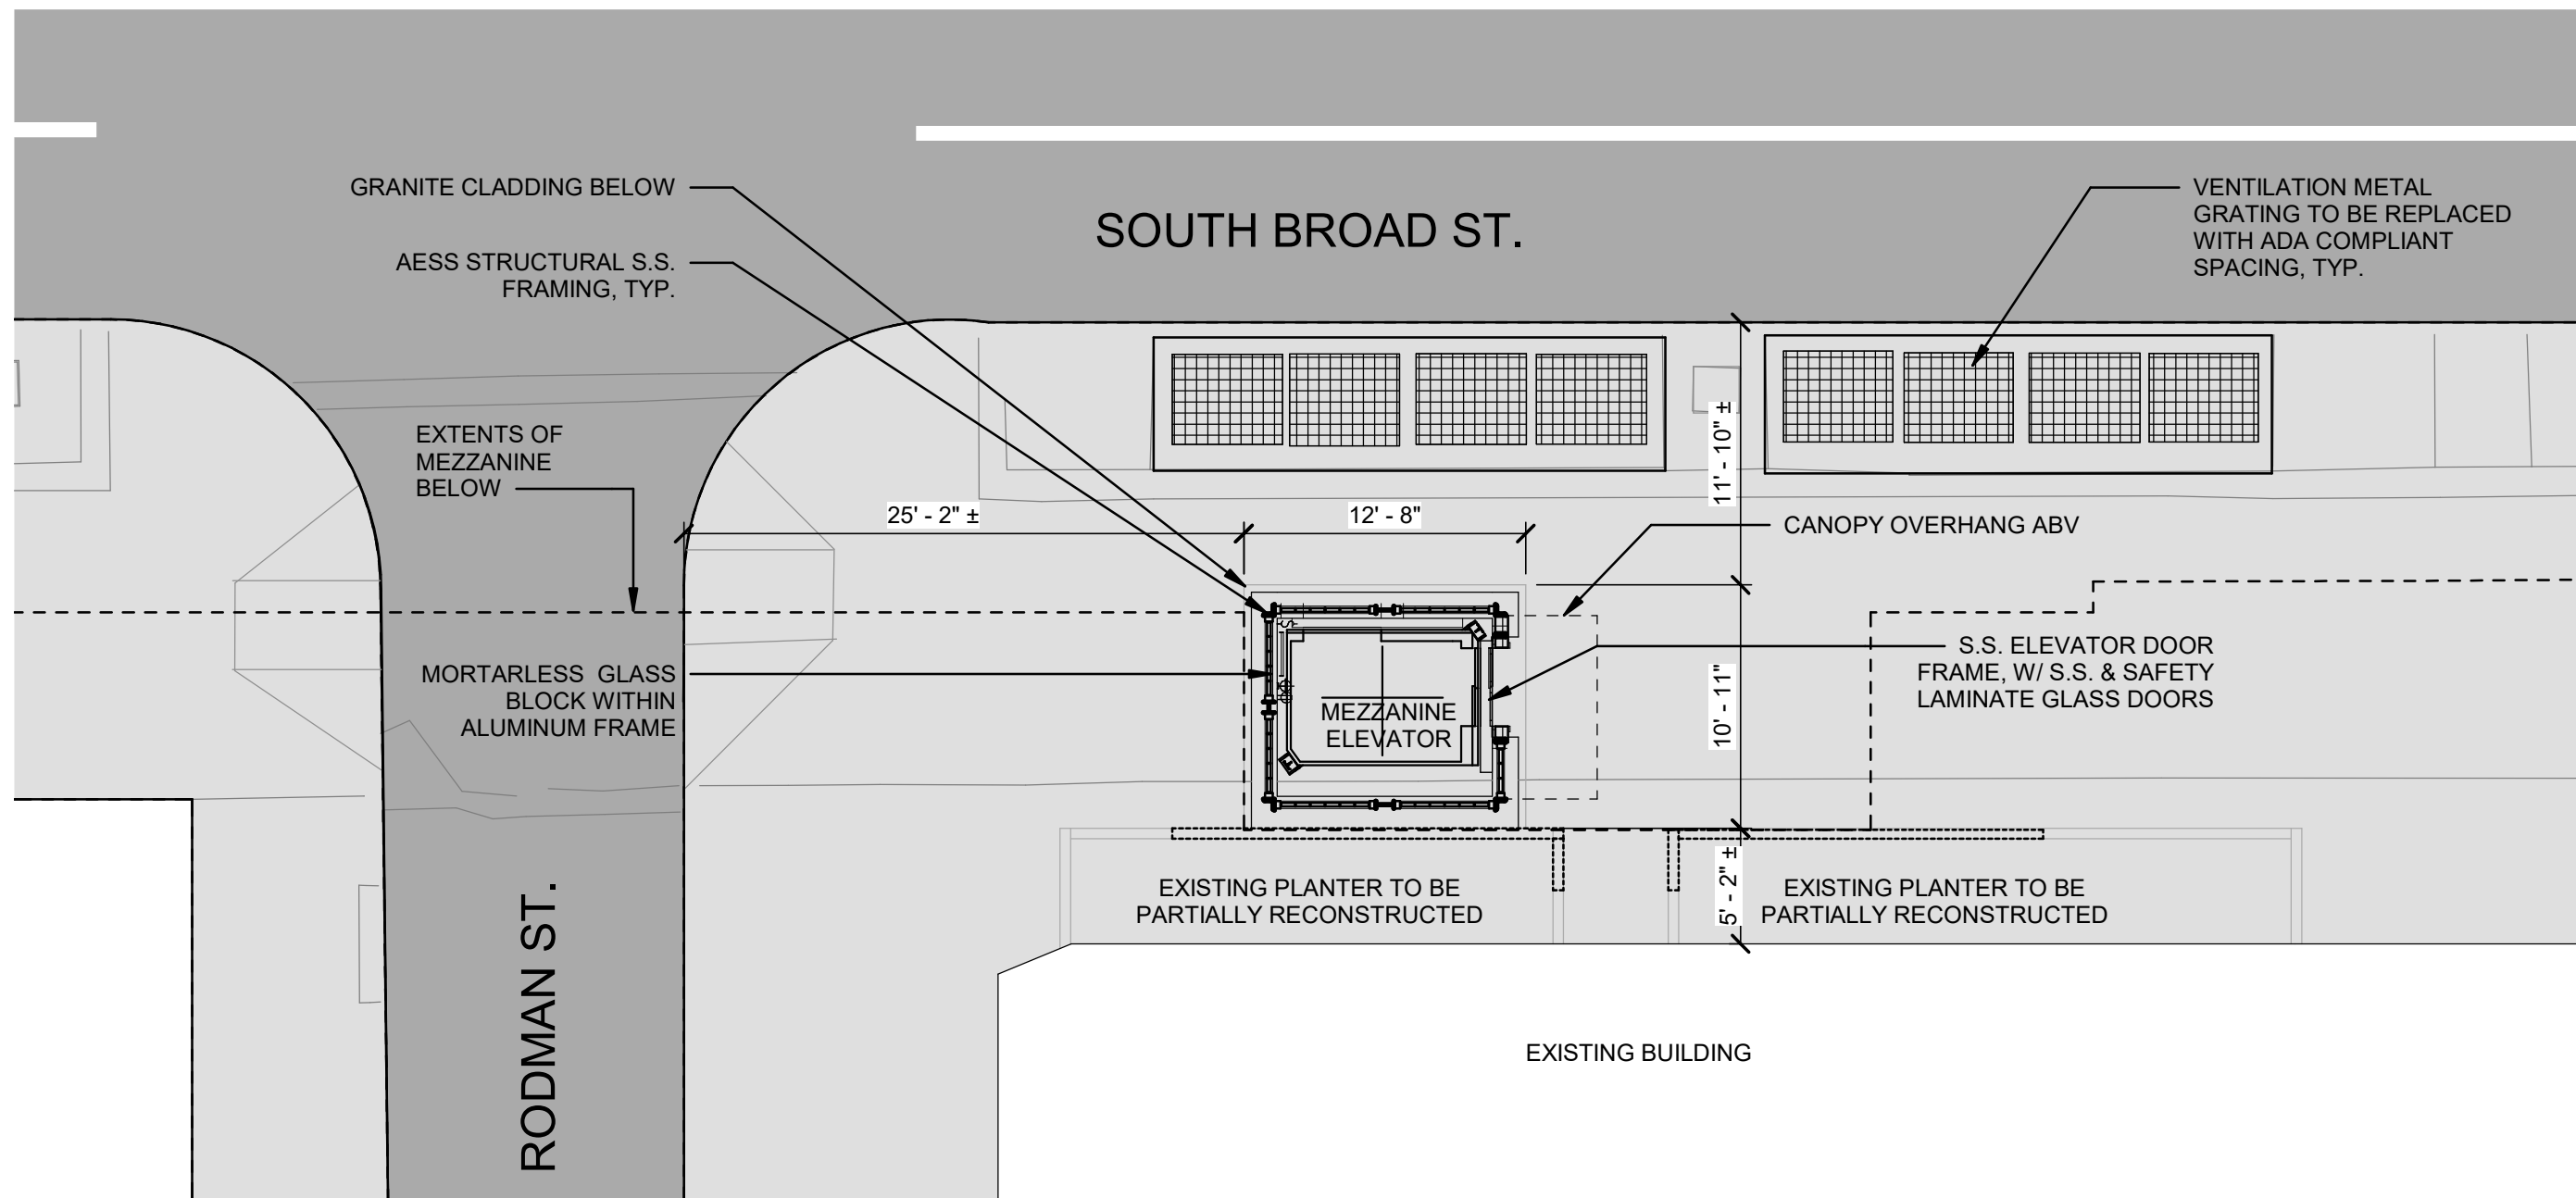 GRANITE CLADDING BELOW
AESS STRUCTURAL S.S.
FRAMING, TYP.
SOUTH BROAD ST.
VENTILATION METAL
GRATING TO BE REPLACED
WITH ADA COMPLIANT
SPACING, TYP.
EXTENTS OF
MEZZANINE
BELOW
25' - 2" ±
12' - 8"
11' - 10" ±
CANOPY OVERHANG ABV
MORTARLESS GLASS
BLOCK WITHIN
ALUMINUM FRAME
MEZZANINE
ELEVATOR
10' - 11"
S.S. ELEVATOR DOOR
FRAME, W/ S.S. & SAFETY
LAMINATE GLASS DOORS
EXISTING PLANTER TO BE
PARTIALLY RECONSTRUCTED
5' - 2" ±
EXISTING PLANTER TO BE
PARTIALLY RECONSTRUCTED
RODMAN ST.
EXISTING BUILDING